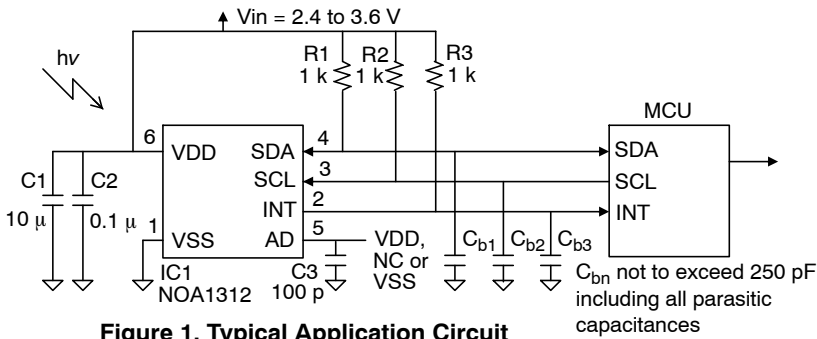 Vin = 2.4 to 3.6 V
hν
R1
1 k
R2
1 k
R3
1 k
MCU
6
VDD
SDA
4
SDA
C1
C2
SCL
3
SCL
10 μ
0.1 μ
1
INT
2
INT
VSS
AD
5
VDD,
NC or
VSS
Cb1
Cb2
Cb3
IC1
NOA1312
C3
100 p
Cbn not to exceed 250 pF
including all parasitic
capacitances
Figure 1. Typical Application Circuit